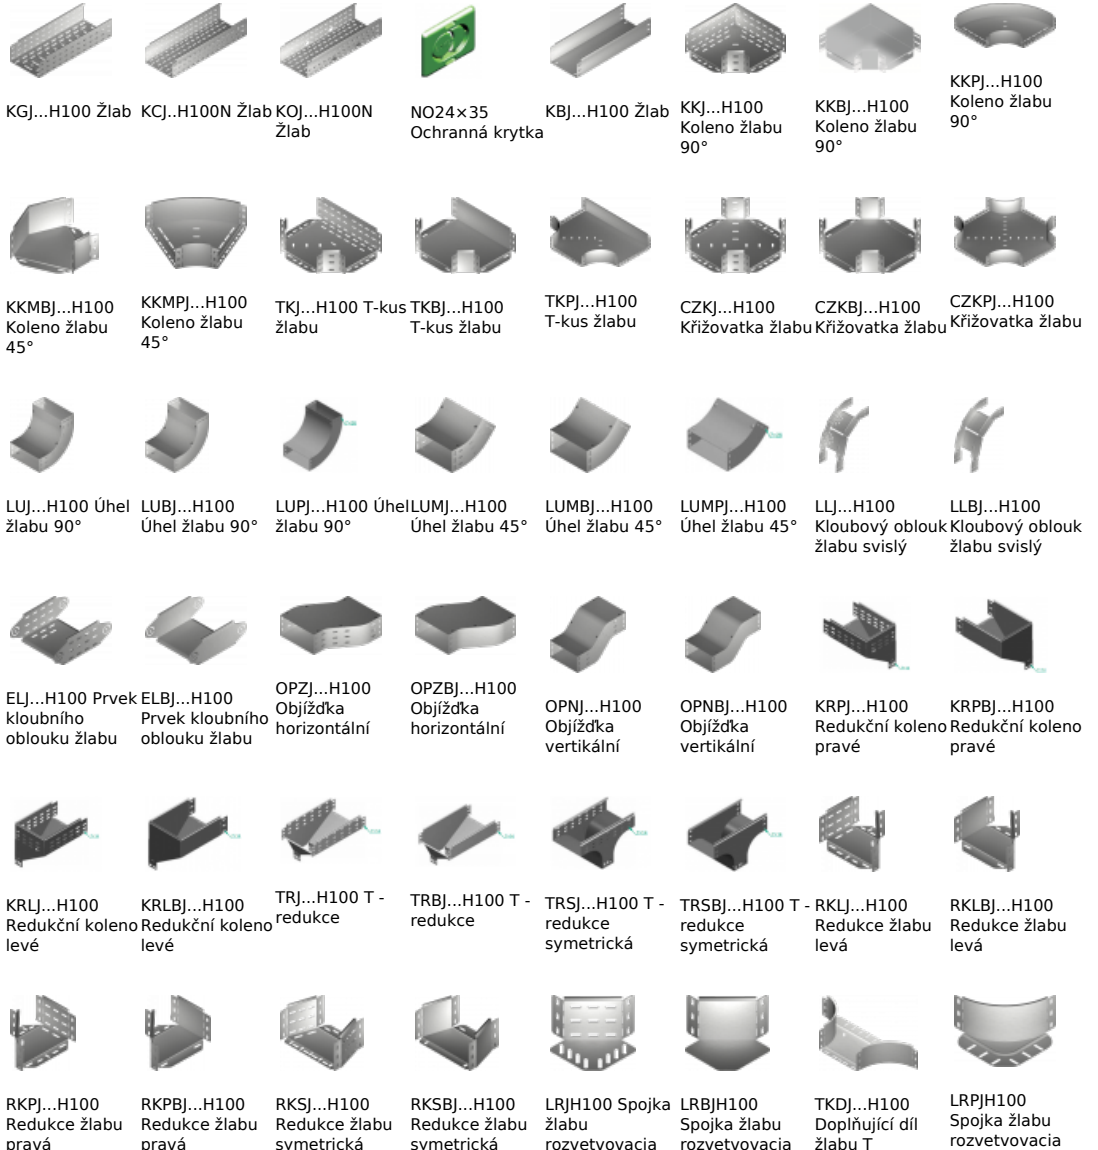 KGJ...H100 Žlab
KCJ..H100N Žlab
KOJ...H100N
Žlab
NO24×35
Ochranná krytka
KBJ...H100 Žlab
KKJ...H100
Koleno žlabu
90°
KKBJ...H100
Koleno žlabu
90°
KKPJ...H100
Koleno žlabu
90°
KKMBJ...H100
Koleno žlabu
45°
KKMPJ...H100
Koleno žlabu
45°
TKJ...H100 T-kus
žlabu
TKBJ...H100
T-kus žlabu
TKPJ...H100
T-kus žlabu
CZKJ...H100
Křižovatka žlabu
CZKBJ...H100
Křižovatka žlabu
CZKPJ...H100
Křižovatka žlabu
LUJ...H100 Úhel
žlabu 90°
LUBJ...H100
Úhel žlabu 90°
LUPJ...H100 Úhel
žlabu 90°
LUMJ...H100
Úhel žlabu 45°
LUMBJ...H100
Úhel žlabu 45°
LUMPJ...H100
Úhel žlabu 45°
LLJ...H100
Kloubový oblouk
žlabu svislý
LLBJ...H100
Kloubový oblouk
žlabu svislý
ELJ...H100 Prvek
kloubního
oblouku žlabu
ELBJ...H100
Prvek kloubního
oblouku žlabu
OPZJ...H100
Objížďka
horizontální
OPZBJ...H100
Objížďka
horizontální
OPNJ...H100
Objížďka
vertikální
OPNBJ...H100
Objížďka
vertikální
KRPJ...H100
Redukční koleno
pravé
KRPBJ...H100
Redukční koleno
pravé
KRLJ...H100
Redukční koleno
levé
KRLBJ...H100
Redukční koleno
levé
TRJ...H100 T -
redukce
TRBJ...H100 T -
redukce
TRSJ...H100 T -
redukce
symetrická
TRSBJ...H100 T -
redukce
symetrická
RKLJ...H100
Redukce žlabu
levá
RKLBJ...H100
Redukce žlabu
levá
RKPJ...H100
Redukce žlabu
pravá
RKPBJ...H100
Redukce žlabu
pravá
RKSJ...H100
Redukce žlabu
symetrická
RKSBJ...H100
Redukce žlabu
symetrická
LRJH100 Spojka
žlabu
rozvetvovacia
LRBJH100
Spojka žlabu
rozvetvovacia
TKDJ...H100
Doplňující díl
žlabu T
LRPJH100
Spojka žlabu
rozvetvovacia